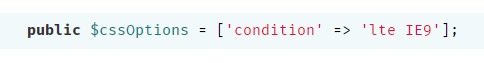 public $cssOptions = ['condition' => 'lte IE9'];